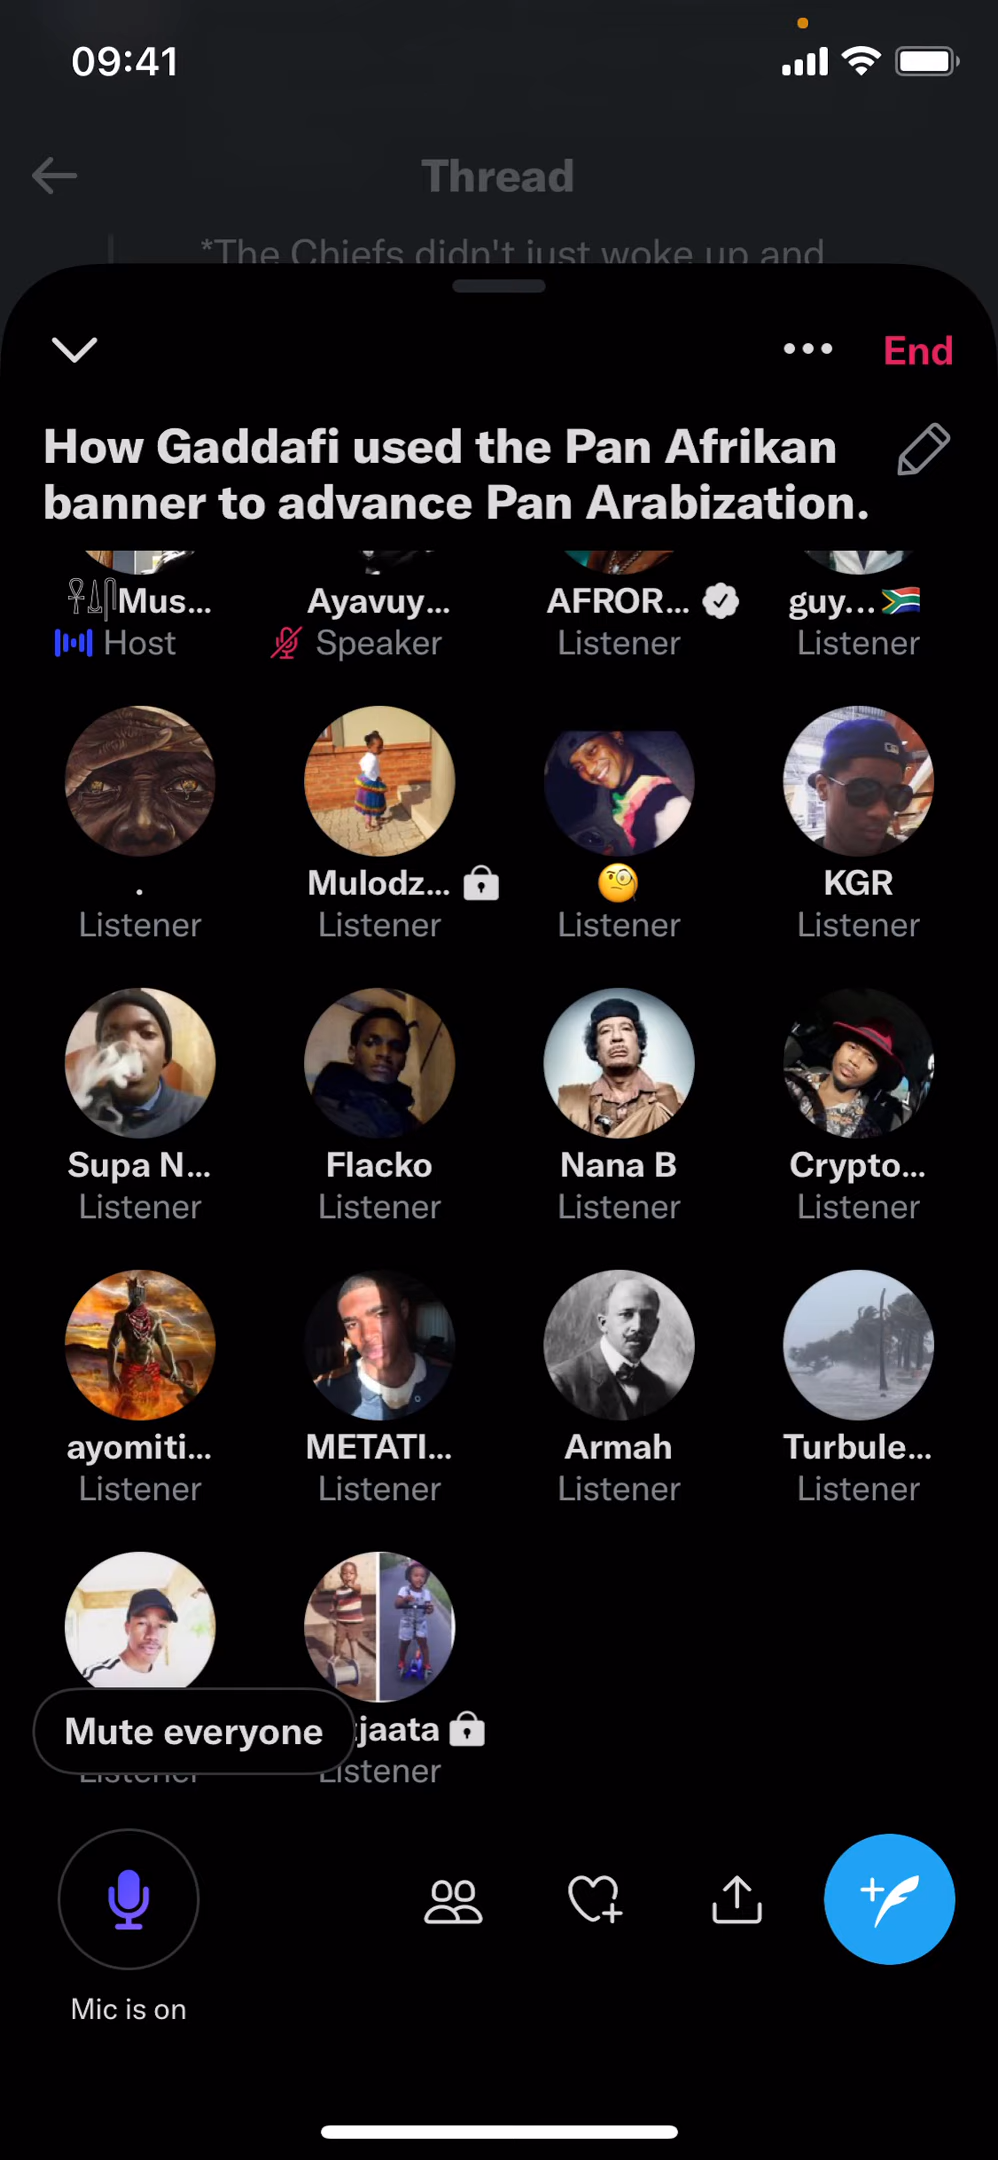 09:41
Thread
*The Chiefs didn't just woke up and
End
How Gaddafi used the Pan Afrikan
banner to advance Pan Arabization.
Mus... Ayavuy... AFROR... guy...🇿🇦
Host Speaker Listener Listener
. Mulodz... 🧐 KGR
Listener Listener Listener Listener
Supa N... Flacko Nana B Crypto...
Listener Listener Listener Listener
ayomiti... METATI... Armah Turbule...
Listener Listener Listener Listener
Mute everyone jaata
Listener Listener
Mic is on